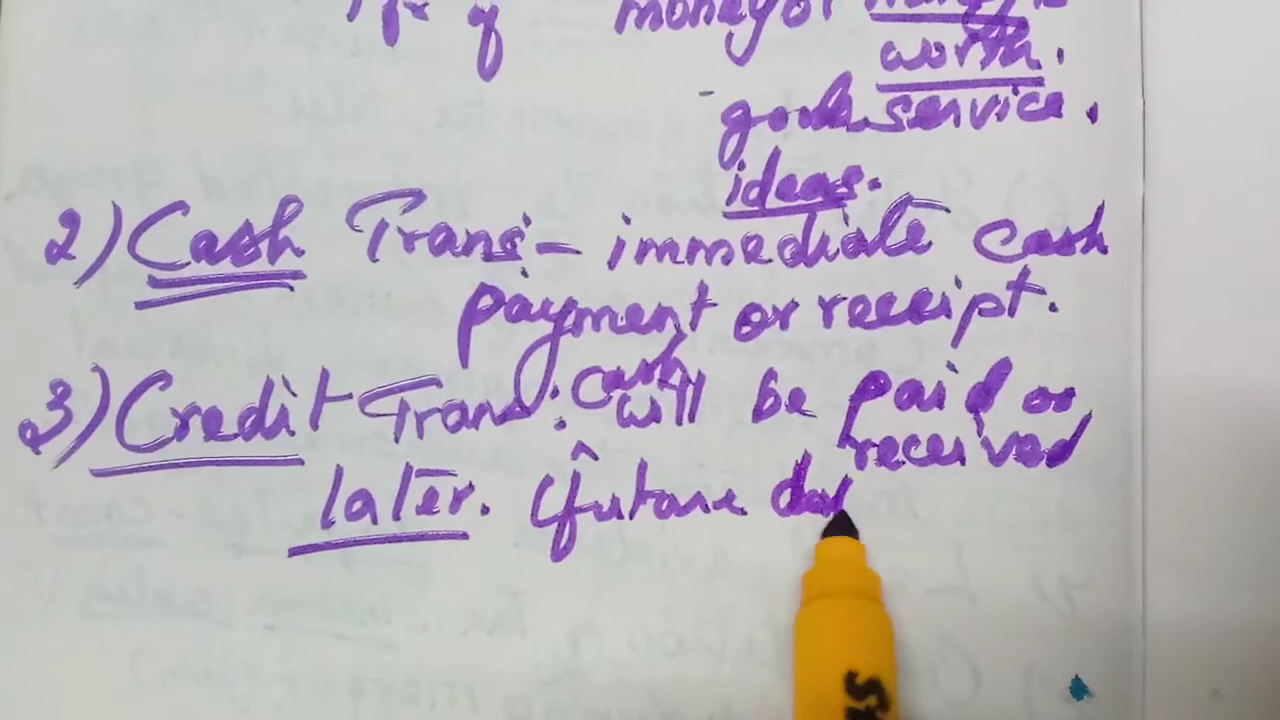 money or
worth.
goods service.
ideas.
2) Cash Trans - immediate cash
payment or receipt.
3) Credit Trans: Cash will be paid or
received
later. (future dat